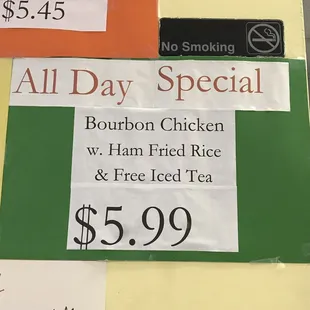 $5.45
No Smoking
All Day Special
Bourbon Chicken
w. Ham Fried Rice
& Free Iced Tea
$5.99